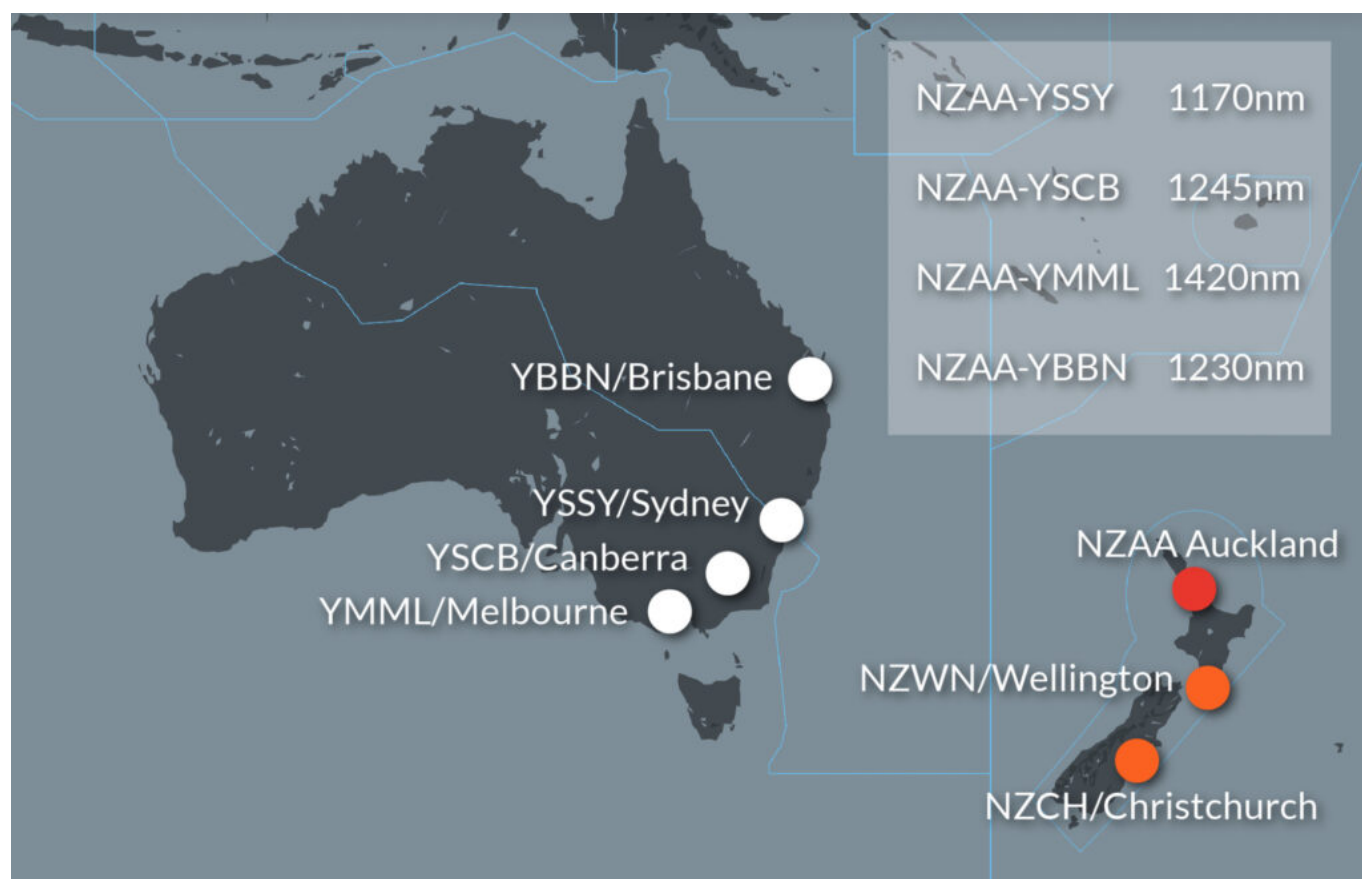 NZAA-YSSY 1170nm
NZAA-YSCB 1245nm
NZAA-YMML 1420nm
NZAA-YBBN 1230nm
YBBN/Brisbane
YSSY/Sydney
YSCB/Canberra
YMML/Melbourne
NZAA Auckland
NZWN/Wellington
NZCH/Christchurch